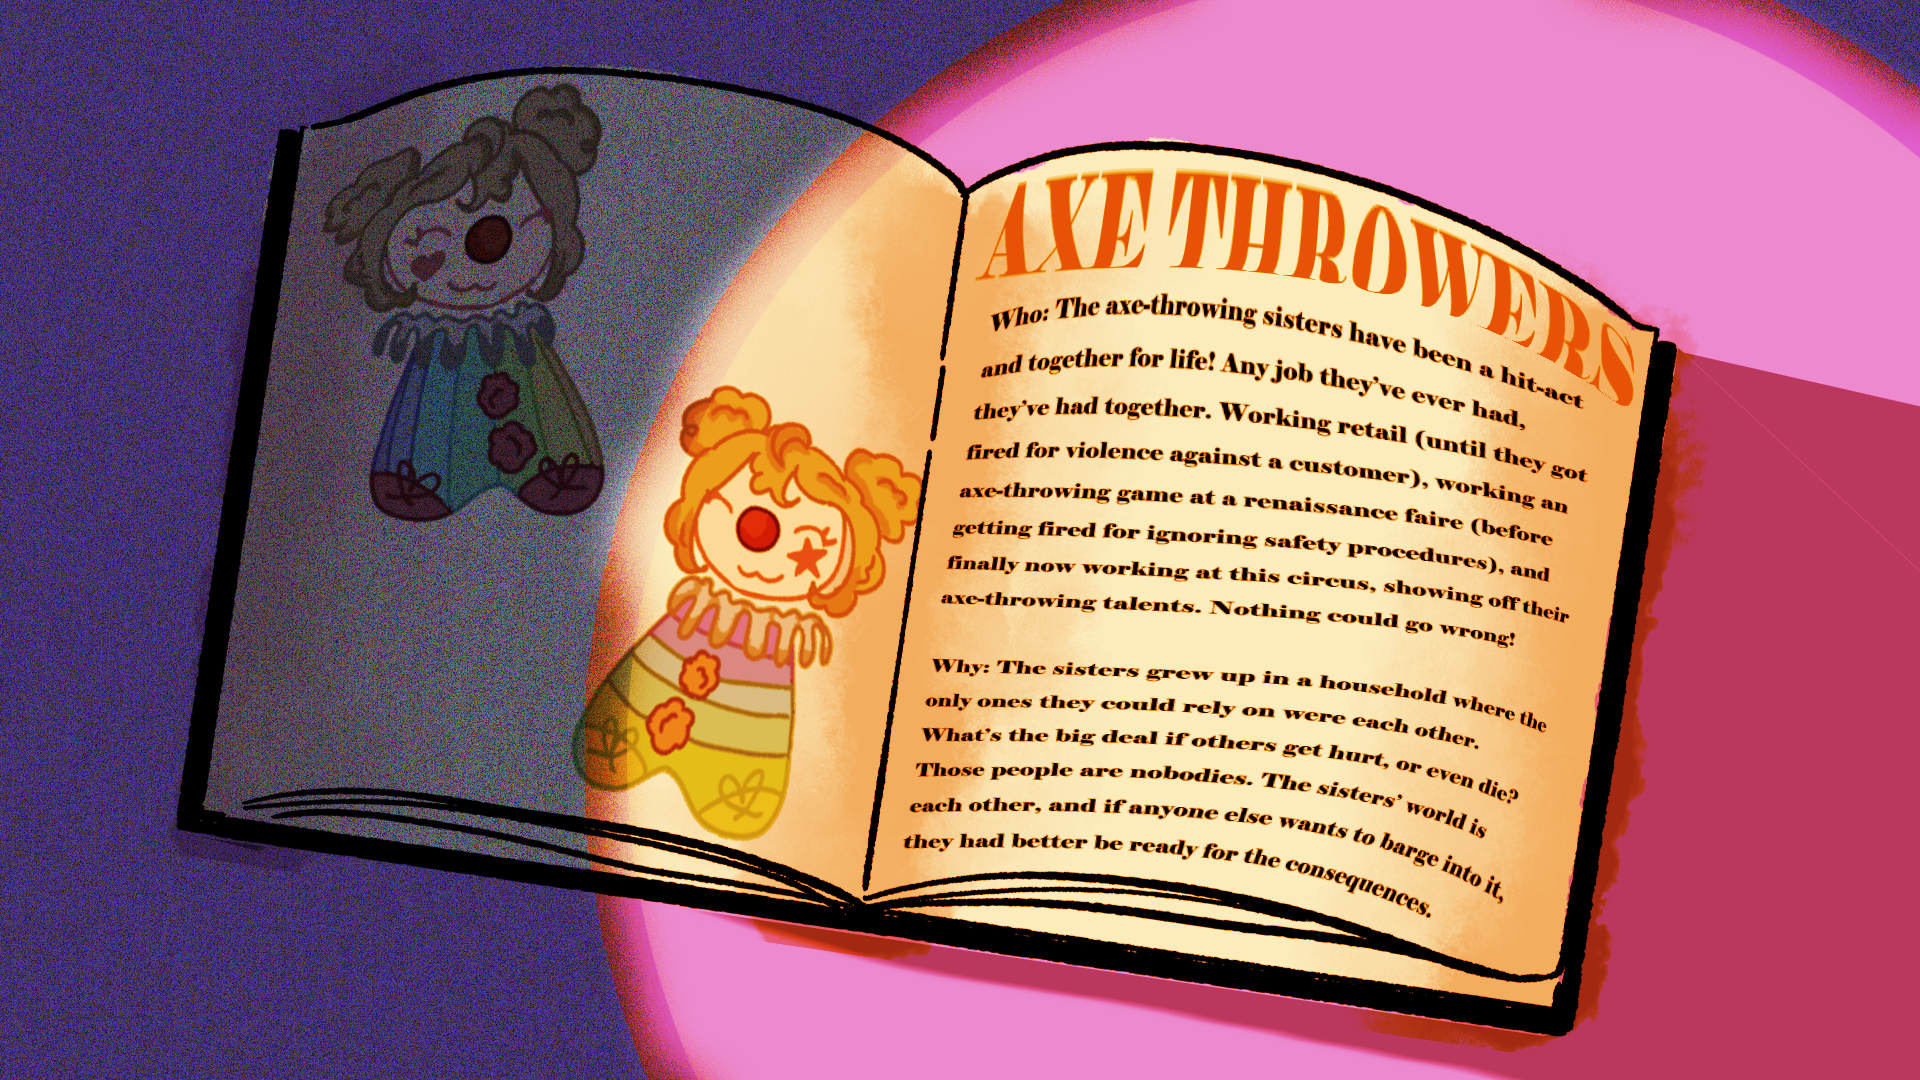 AXE THROWERS
Who: The axe-throwing sisters have been a hit-act
and together for life! Any job they've ever had,
they've had together. Working retail (until they got
fired for violence against a customer), working an
axe-throwing game at a renaissance faire (before
getting fired for ignoring safety procedures), and
finally now working at this circus, showing off their
axe-throwing talents. Nothing could go wrong!
Why: The sisters grew up in a household where the
only ones they could rely on were each other.
What's the big deal if others get hurt, or even die?
Those people are nobodies. The sisters' world is
each other, and if anyone else wants to barge into it,
they had better be ready for the consequences.